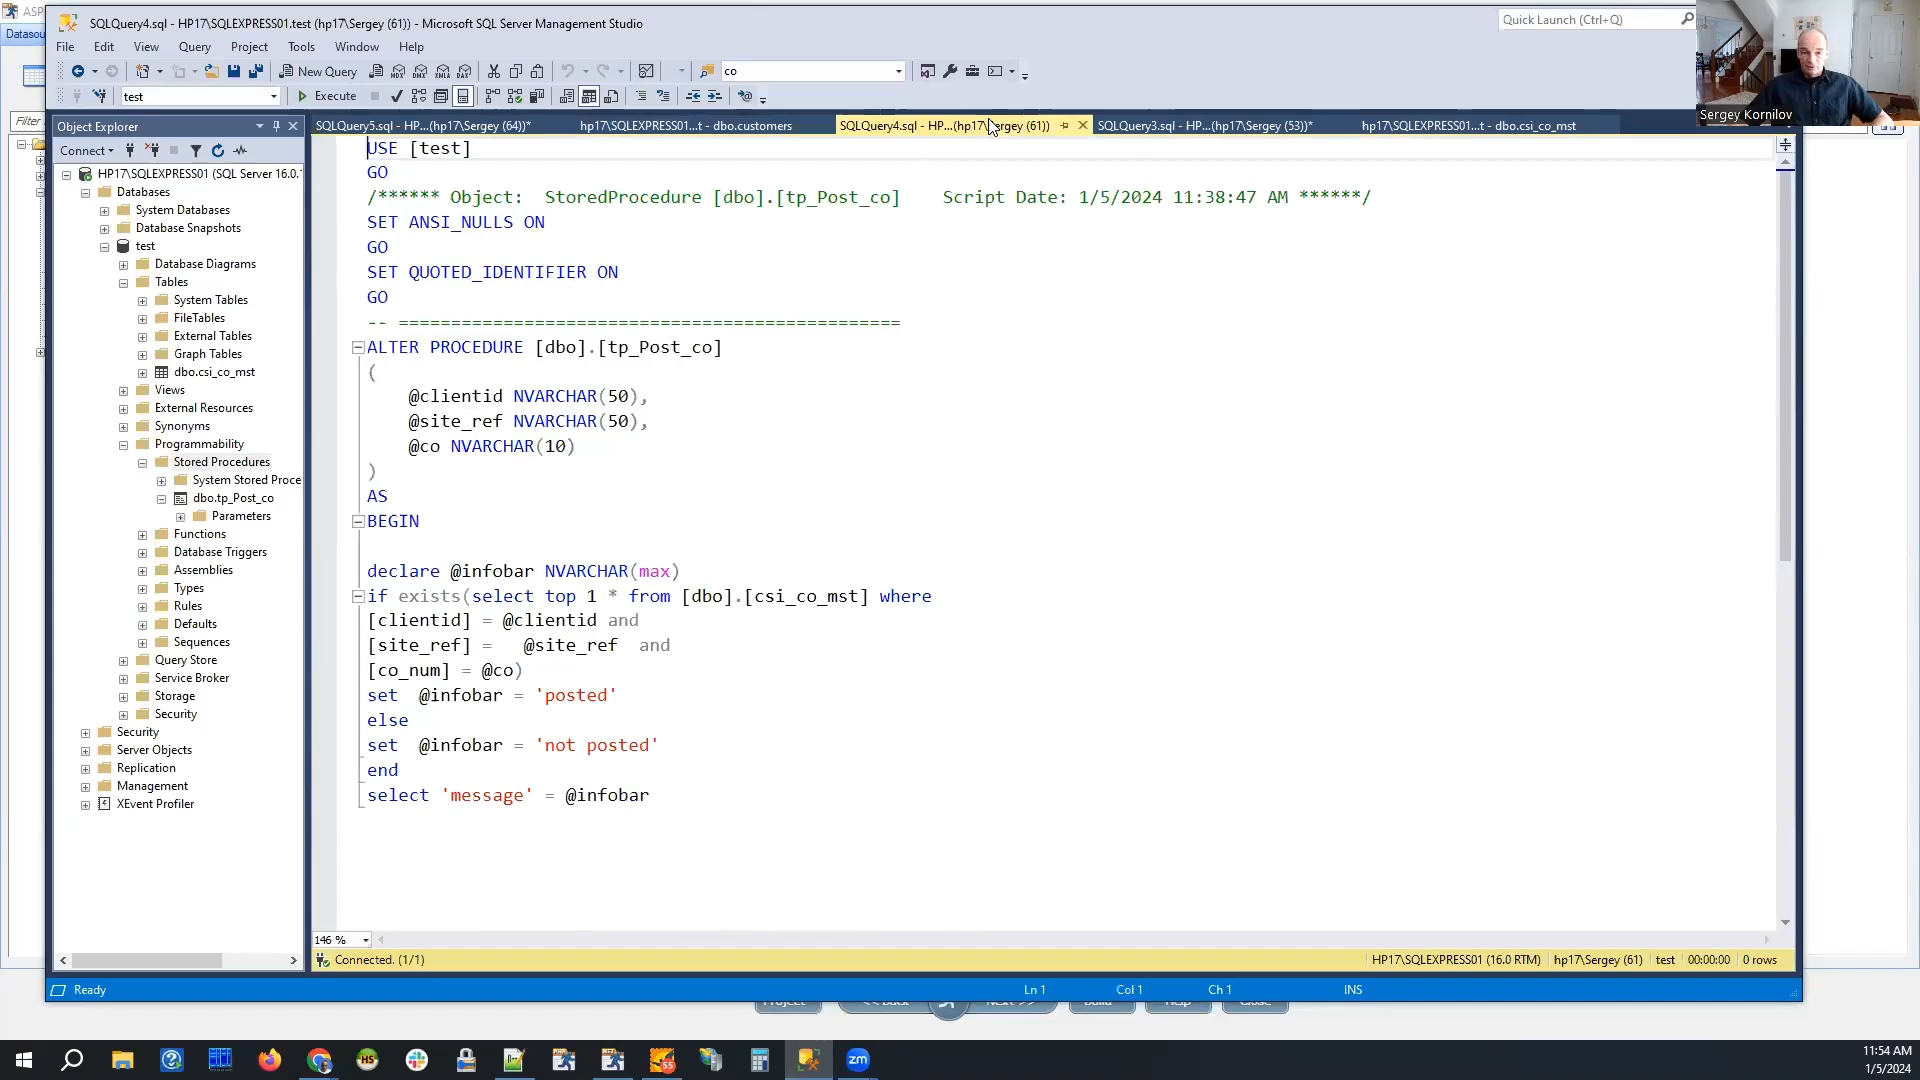 ASP
SQLQuery4.sql - HP17\SQLEXPRESS01.test (hp17\Sergey (61)) - Microsoft SQL Server Management Studio
Quick Launch (Ctrl+Q)
Datasou
File Edit View Query Project Tools Window Help
New Query
co
test
Execute
Sergey Kornilov
Filter
Object Explorer
SQLQuery5.sql - HP...(hp17\Sergey (64))*
hp17\SQLEXPRESS01...t - dbo.customers
SQLQuery4.sql - HP...(hp17\Sergey (61))
SQLQuery3.sql - HP...(hp17\Sergey (53))*
hp17\SQLEXPRESS01...t - dbo.csi_co_mst
Connect
HP17\SQLEXPRESS01 (SQL Server 16.0.
Databases
System Databases
Database Snapshots
test
Database Diagrams
Tables
System Tables
FileTables
External Tables
Graph Tables
dbo.csi_co_mst
Views
External Resources
Synonyms
Programmability
Stored Procedures
System Stored Proce
dbo.tp_Post_co
Parameters
Functions
Database Triggers
Assemblies
Types
Rules
Defaults
Sequences
Query Store
Service Broker
Storage
Security
Security
Server Objects
Replication
Management
XEvent Profiler
USE [test]
GO
/****** Object:  StoredProcedure [dbo].[tp_Post_co]    Script Date: 1/5/2024 11:38:47 AM ******/
SET ANSI_NULLS ON
GO
SET QUOTED_IDENTIFIER ON
GO
-- ================================================
ALTER PROCEDURE [dbo].[tp_Post_co]
(
    @clientid NVARCHAR(50),
    @site_ref NVARCHAR(50),
    @co NVARCHAR(10)
)
AS
BEGIN
declare @infobar NVARCHAR(max)
if exists(select top 1 * from [dbo].[csi_co_mst] where
[clientid] = @clientid and
[site_ref] =   @site_ref  and
[co_num] = @co)
set  @infobar = 'posted'
else
set  @infobar = 'not posted'
end
select 'message' = @infobar
146 %
Connected. (1/1)
HP17\SQLEXPRESS01 (16.0 RTM)
hp17\Sergey (61)
test
00:00:00
0 rows
Ready
Ln 1
Col 1
Ch 1
INS
Project
<< Back
Next >>
Build
Help
Close
HS
55
zm
11:54 AM
1/5/2024